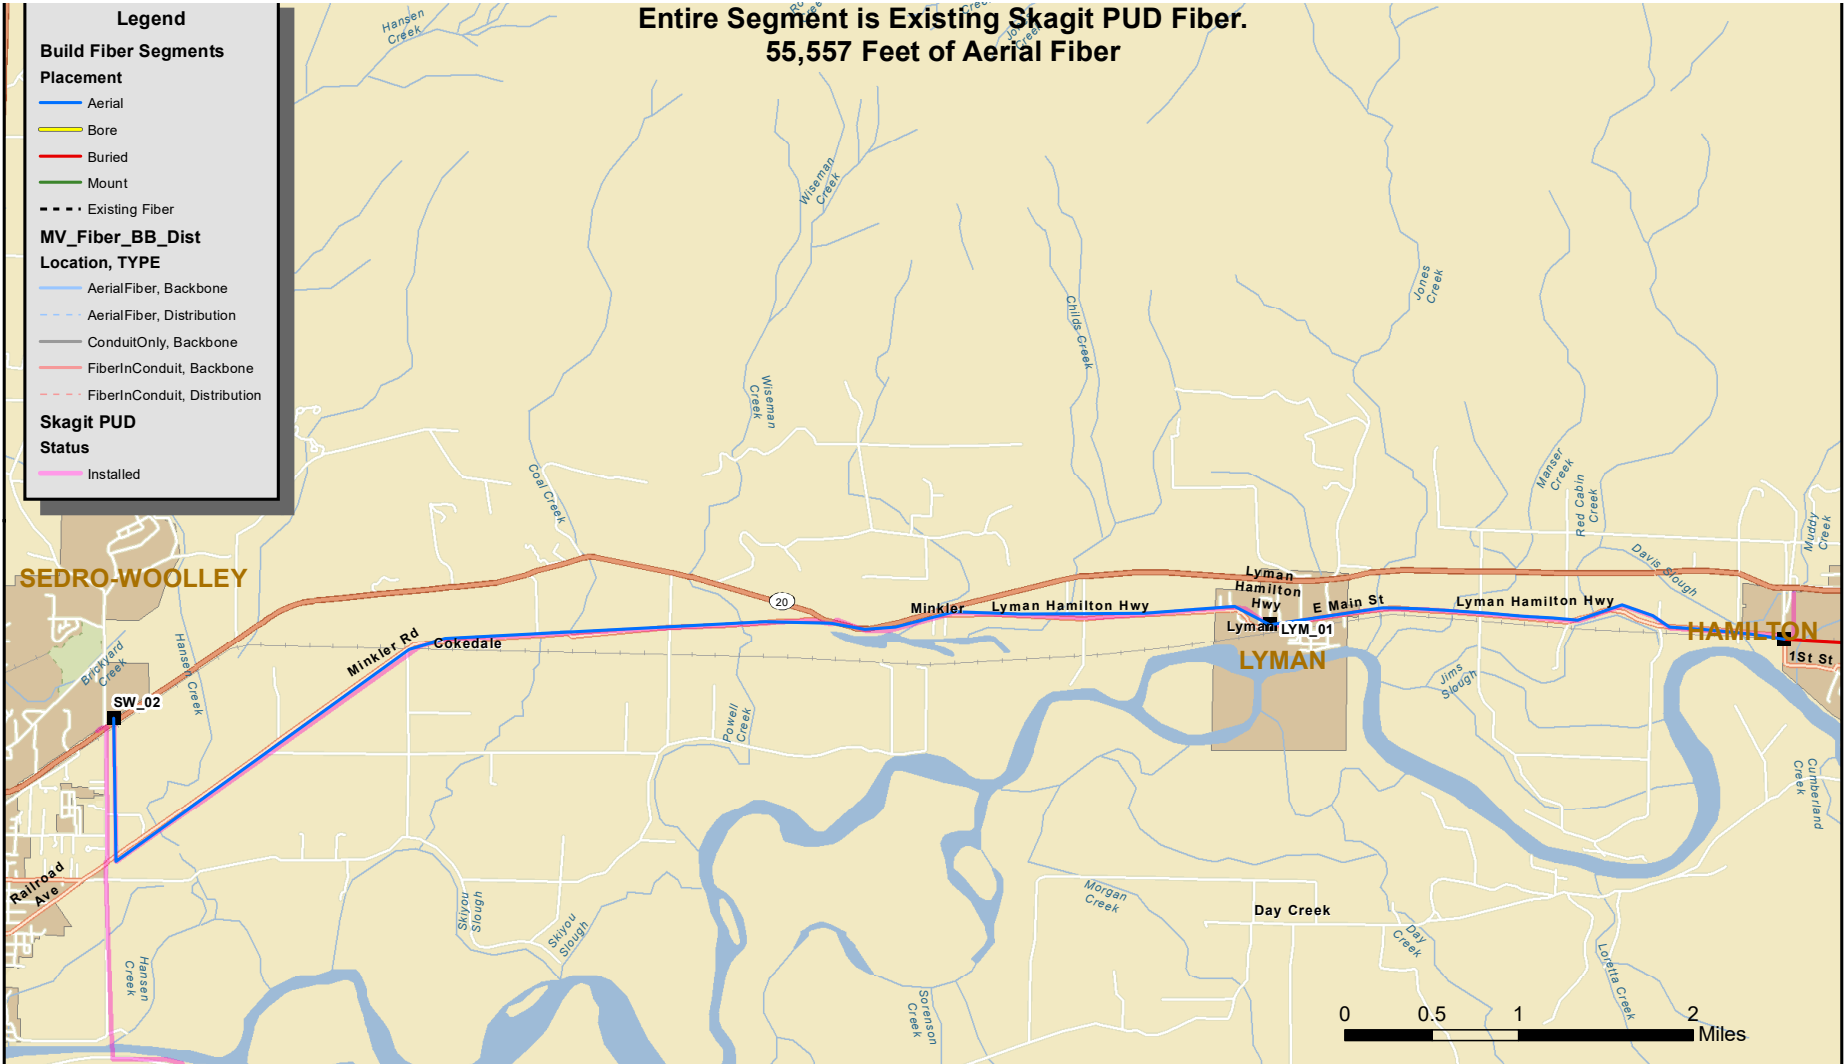 Entire Segment is Existing Skagit PUD Fiber.
55,557 Feet of Aerial Fiber
Legend
Build Fiber Segments
Placement
Aerial
Bore
Buried
Mount
Existing Fiber
MV_Fiber_BB_Dist
Location, TYPE
AerialFiber, Backbone
AerialFiber, Distribution
ConduitOnly, Backbone
FiberInConduit, Backbone
FiberInConduit, Distribution
Skagit PUD
Status
Installed
Hansen
Creek
Wiseman
Creek
Jones
Creek
Childs Creek
Wiseman
Creek
Coal Creek
Manser
Creek
Red Cabin
Creek
Muddy
Creek
Davis Slough
SEDRO-WOOLLEY
20
Minkler
Lyman Hamilton Hwy
Lyman
Hamilton
Hwy
E Main St
Lyman Hamilton Hwy
Lyman
LYM_01
HAMILTON
1St St
LYMAN
Minkler Rd
Cokedale
Hansen Creek
Brickyard
Creek
SW_02
Jims
Slough
Powell
Creek
Cumberland
Creek
Railroad
Ave
Skiyou
Slough
Skiyou
Slough
Morgan
Creek
Day Creek
Day
Creek
Loretta Creek
Hansen
Creek
Sorenson
Creek
0 0.5 1 2
Miles